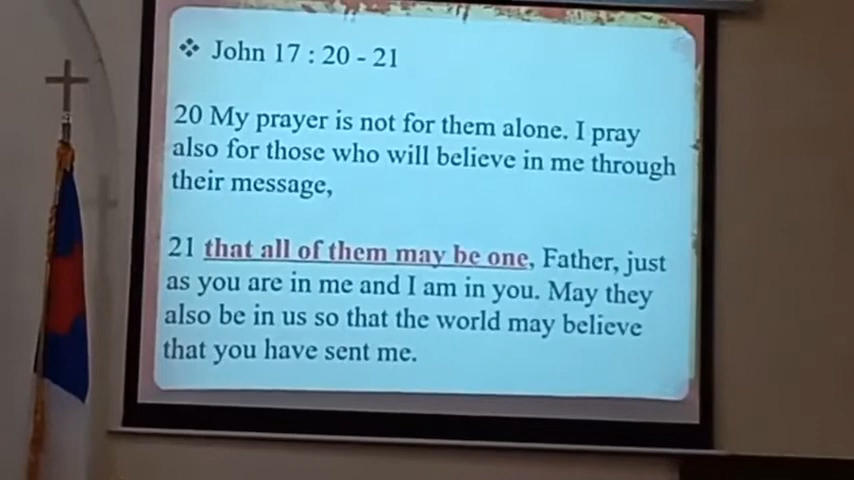 ❖ John 17 : 20 - 21
20 My prayer is not for them alone. I pray
also for those who will believe in me through
their message,
21 that all of them may be one, Father, just
as you are in me and I am in you. May they
also be in us so that the world may believe
that you have sent me.